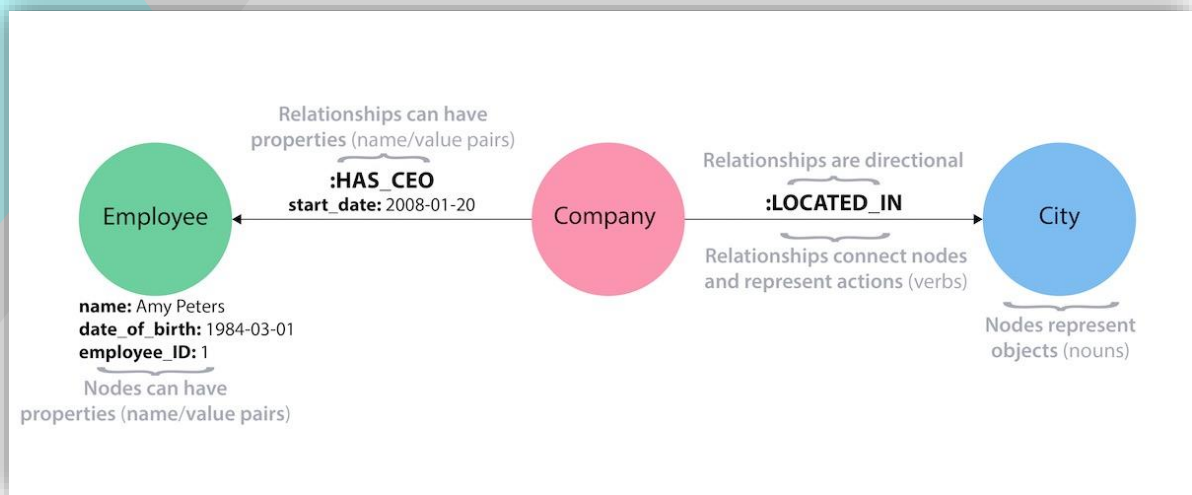 Relationships can have
properties (name/value pairs)
:HAS_CEO
start_date: 2008-01-20
Employee
name: Amy Peters
date_of_birth: 1984-03-01
employee_ID: 1
Nodes can have
properties (name/value pairs)
Company
Relationships are directional
:LOCATED_IN
Relationships connect nodes
and represent actions (verbs)
City
Nodes represent
objects (nouns)